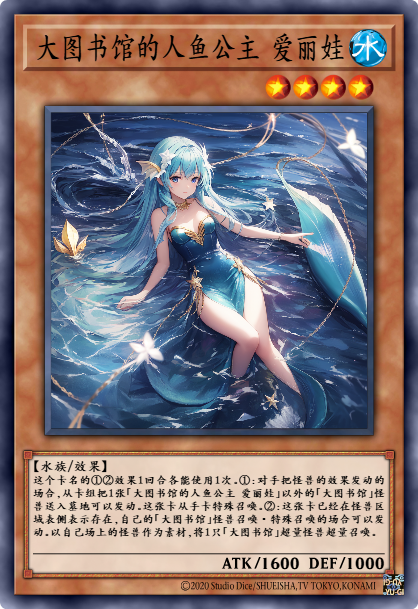 大图书馆的人鱼公主 爱丽娃
水
【水族/效果】
这个卡名的①②效果1回合各能使用1次。①:对手把怪兽的效果发动的
场合,从卡组把1张「大图书馆的人鱼公主 爱丽娃」以外的「大图书馆」怪
兽送入墓地可以发动。这张卡从手卡特殊召唤。②:这张卡已经在怪兽区
域表侧表示存在,自己的「大图书馆」怪兽召唤·特殊召唤的场合可以发
动。以自己场上的怪兽作为素材,将1只「大图书馆」超量怪兽超量召唤。
ATK/1600 DEF/1000
©2020 Studio Dice/SHUEISHA,TV TOKYO,KONAMI